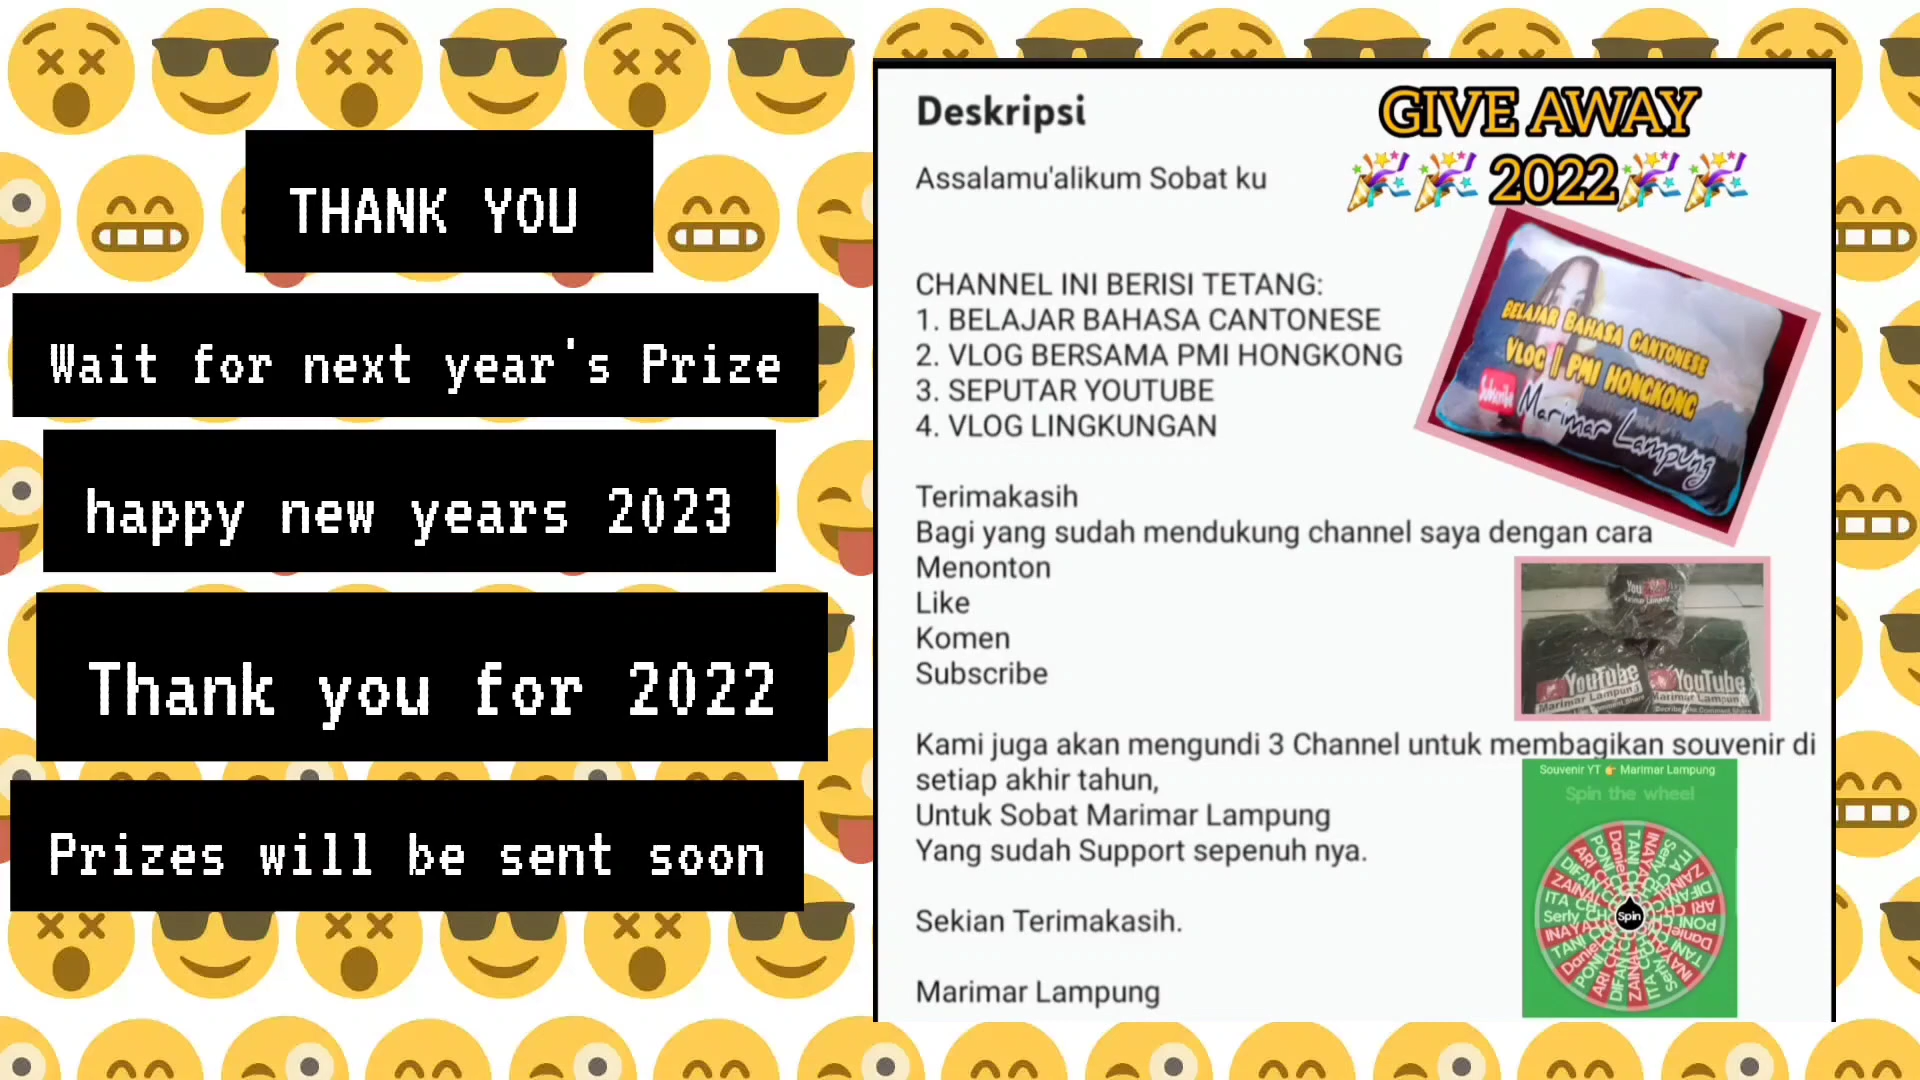 THANK YOU
Wait for next year's Prize
happy new years 2023
Thank you for 2022
Prizes will be sent soon
Deskripsi
GIVE AWAY
2022
Assalamu'alikum Sobat ku
CHANNEL INI BERISI TETANG:
1. BELAJAR BAHASA CANTONESE
2. VLOG BERSAMA PMI HONGKONG
3. SEPUTAR YOUTUBE
4. VLOG LINGKUNGAN
BELAJAR BAHASA CANTONESE
VLOG | PMI HONGKONG
Subscribe
Marimar Lampung
Terimakasih
Bagi yang sudah mendukung channel saya dengan cara
Menonton
Like
Komen
Subscribe
YouTube
Marimar Lampung
YouTube
Marimar Lampung
Kami juga akan mengundi 3 Channel untuk membagikan souvenir di
setiap akhir tahun,
Untuk Sobat Marimar Lampung
Yang sudah Support sepenuh nya.
Souvenir YT 👉 Marimar Lampung
Spin the wheel
Spin
Sekian Terimakasih.
Marimar Lampung